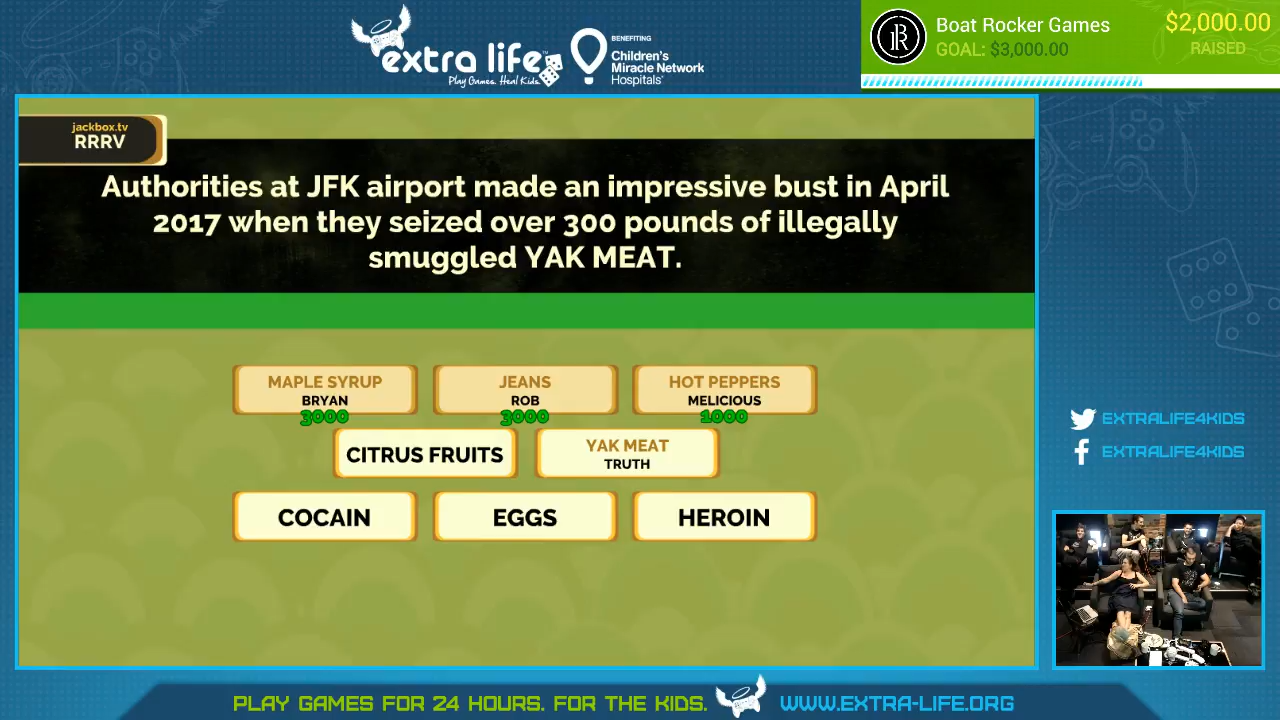 extra life™
Play Games. Heal Kids.
BENEFITING
Children's
Miracle Network
Hospitals®
Boat Rocker Games
GOAL: $3,000.00
$2,000.00
RAISED
jackbox.tv
RRRV
Authorities at JFK airport made an impressive bust in April
2017 when they seized over 300 pounds of illegally
smuggled YAK MEAT.
MAPLE SYRUP
BRYAN
3000
JEANS
ROB
3000
HOT PEPPERS
MELICIOUS
1000
CITRUS FRUITS
YAK MEAT
TRUTH
COCAIN
EGGS
HEROIN
EXTRALIFE4KIDS
EXTRALIFE4KIDS
PLAY GAMES FOR 24 HOURS. FOR THE KIDS.
WWW.EXTRA-LIFE.ORG